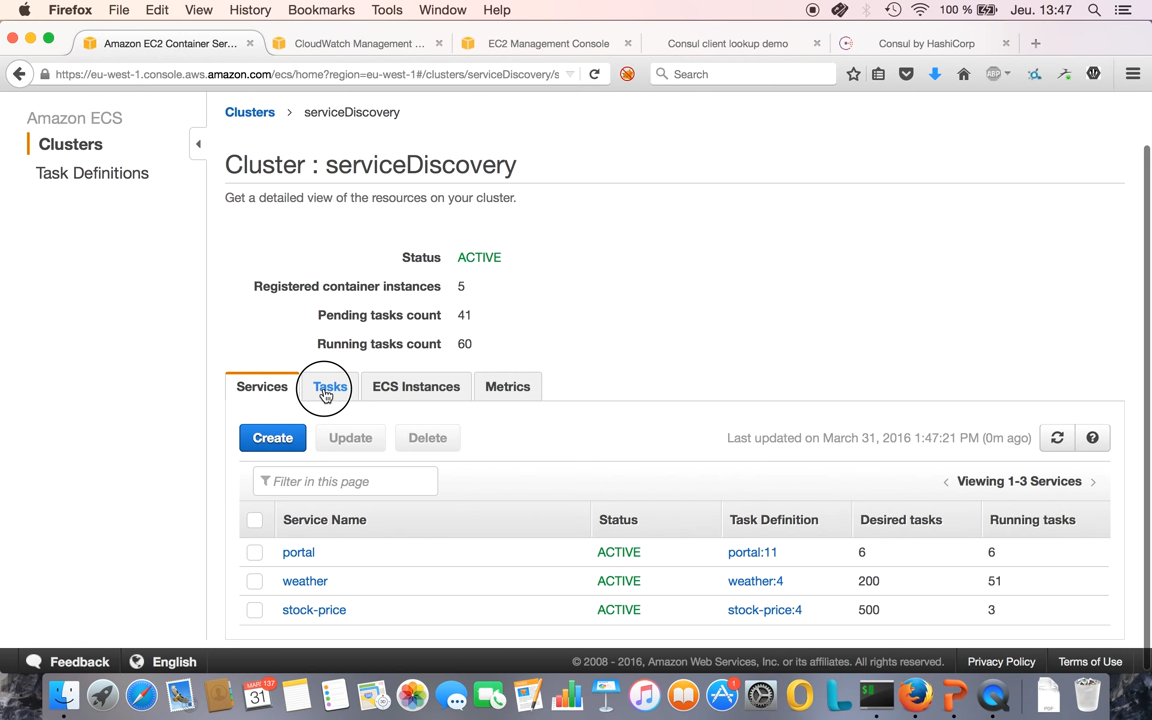 Firefox File Edit View History Bookmarks Tools Window Help 100 % Jeu. 13:47
Amazon EC2 Container Ser... × CloudWatch Management ... × EC2 Management Console × Consul client lookup demo × Consul by HashiCorp × +
https://eu-west-1.console.aws.amazon.com/ecs/home?region=eu-west-1#/clusters/serviceDiscovery/s Search ABP
Amazon ECS
Clusters
Task Definitions
Clusters > serviceDiscovery
Cluster : serviceDiscovery
Get a detailed view of the resources on your cluster.
Status ACTIVE
Registered container instances 5
Pending tasks count 41
Running tasks count 60
Services Tasks ECS Instances Metrics
Create Update Delete Last updated on March 31, 2016 1:47:21 PM (0m ago)
Filter in this page Viewing 1-3 Services
Service Name Status Task Definition Desired tasks Running tasks
portal ACTIVE portal:11 6 6
weather ACTIVE weather:4 200 51
stock-price ACTIVE stock-price:4 500 3
Feedback English © 2008 - 2016, Amazon Web Services, Inc. or its affiliates. All rights reserved. Privacy Policy Terms of Use
31
1